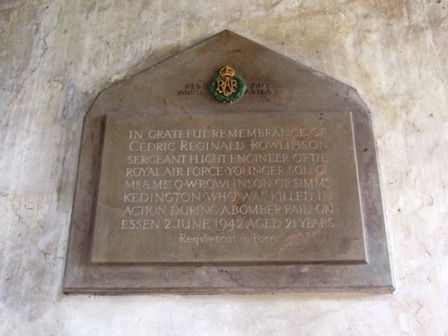 RAF
IN GRATEFUL REMEMBRANCE OF
CEDRIC REGINALD ROWLINSON
SERGEANT FLIGHT ENGINEER OF THE
ROYAL AIR FORCE · YOUNGER SON OF
MR & MRS O·W·ROWLINSON OF SIMMS
KEDINGTON · WHO WAS KILLED IN
ACTION DURING A BOMBER RAID ON
ESSEN 2 JUNE 1942 AGED 21 YEARS
Requiescat in Pace